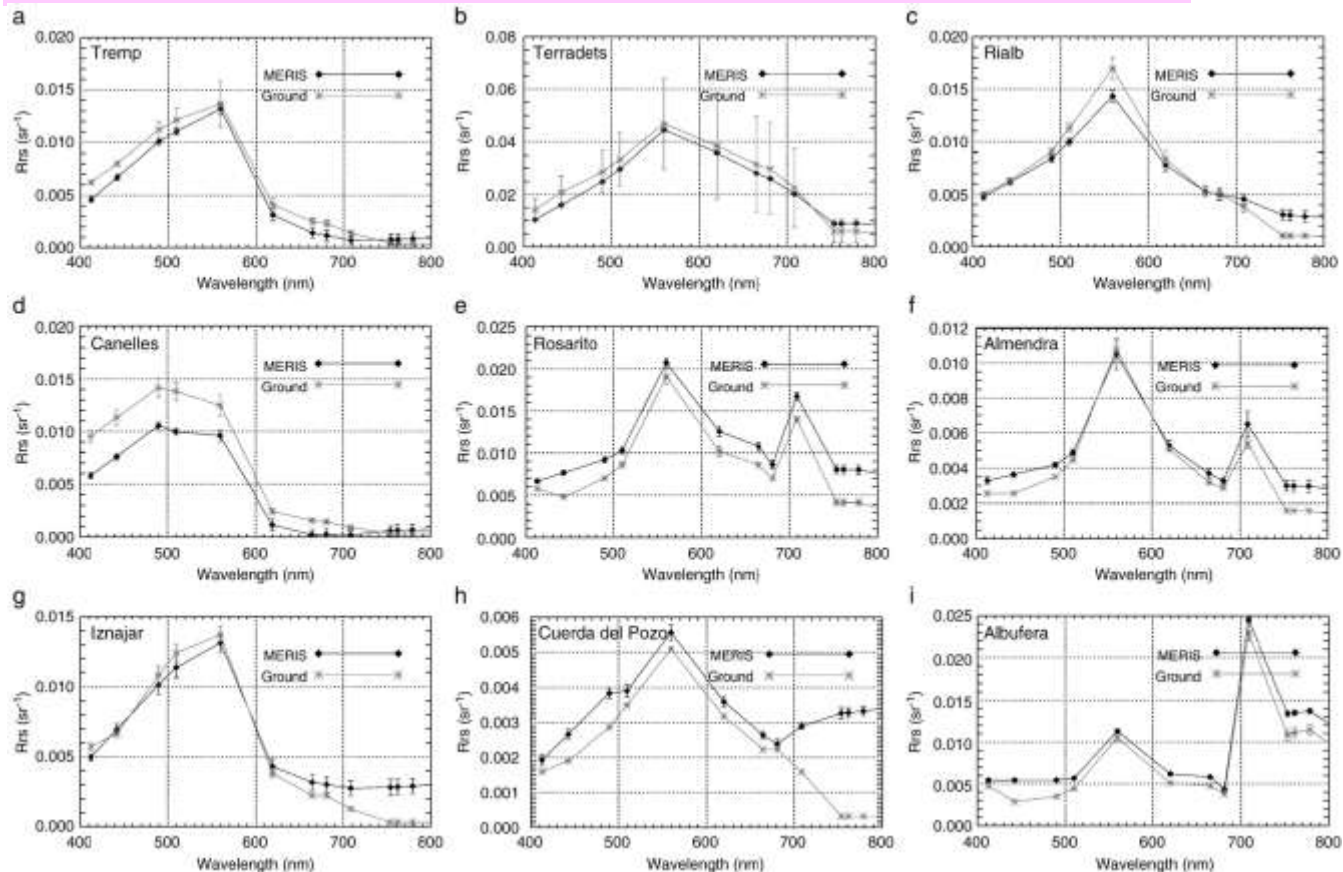 a
Tremp
MERIS
Ground
0.020
0.015
0.010
0.005
0.000
Rrs (sr⁻¹)
400 500 600 700 800
Wavelength (nm)
b
Terradets
MERIS
Ground
0.08
0.06
0.04
0.02
0.00
Rrs (sr⁻¹)
400 500 600 700 800
Wavelength (nm)
c
Rialb
MERIS
Ground
0.020
0.015
0.010
0.005
0.000
Rrs (sr⁻¹)
400 500 600 700 800
Wavelength (nm)
d
Canelles
MERIS
Ground
0.020
0.015
0.010
0.005
0.000
Rrs (sr⁻¹)
400 500 600 700 800
Wavelength (nm)
e
Rosarito
MERIS
Ground
0.025
0.020
0.015
0.010
0.005
0.000
Rrs (sr⁻¹)
400 500 600 700 800
Wavelength (nm)
f
Almendra
MERIS
Ground
0.012
0.010
0.008
0.006
0.004
0.002
0.000
Rrs (sr⁻¹)
400 500 600 700 800
Wavelength (nm)
g
Iznajar
MERIS
Ground
0.015
0.010
0.005
0.000
Rrs (sr⁻¹)
400 500 600 700 800
Wavelength (nm)
h
Cuerda del Pozo
MERIS
Ground
0.006
0.005
0.004
0.003
0.002
0.001
0.000
Rrs (sr⁻¹)
400 500 600 700 800
Wavelength (nm)
i
Albufera
MERIS
Ground
0.025
0.020
0.015
0.010
0.005
0.000
Rrs (sr⁻¹)
400 500 600 700 800
Wavelength (nm)